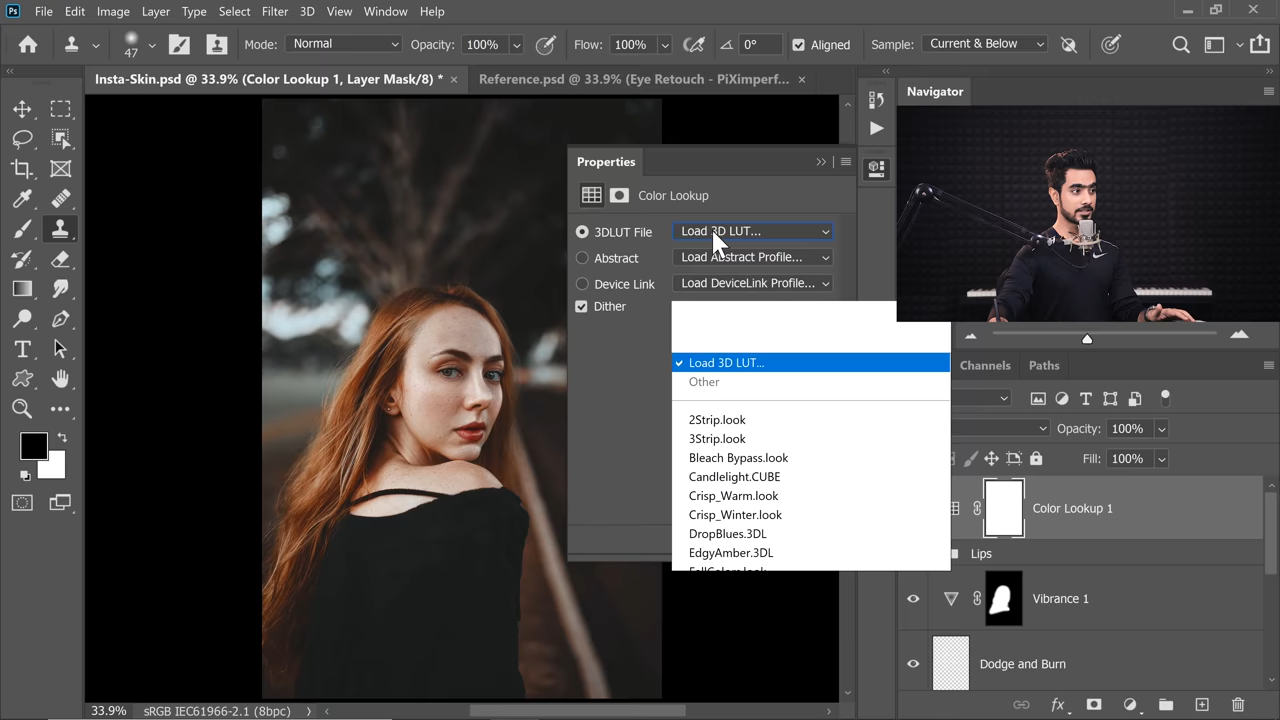 Ps File Edit Image Layer Type Select Filter 3D View Window Help
47 Mode: Normal Opacity: 100% Flow: 100% 0° Aligned Sample: Current & Below
Insta-Skin.psd @ 33.9% (Color Lookup 1, Layer Mask/8) * × Reference.psd @ 33.9% (Eye Retouch - PiXimperf... ×
Navigator
Properties
Color Lookup
3DLUT File Load 3D LUT...
Abstract Load Abstract Profile...
Device Link Load DeviceLink Profile...
Dither
Load 3D LUT...
Other
2Strip.look
3Strip.look
Bleach Bypass.look
Candlelight.CUBE
Crisp_Warm.look
Crisp_Winter.look
DropBlues.3DL
EdgyAmber.3DL
FallColors.look
Channels Paths
Opacity: 100%
Fill: 100%
Color Lookup 1
Lips
Vibrance 1
Dodge and Burn
fx
33.9% sRGB IEC61966-2.1 (8bpc)